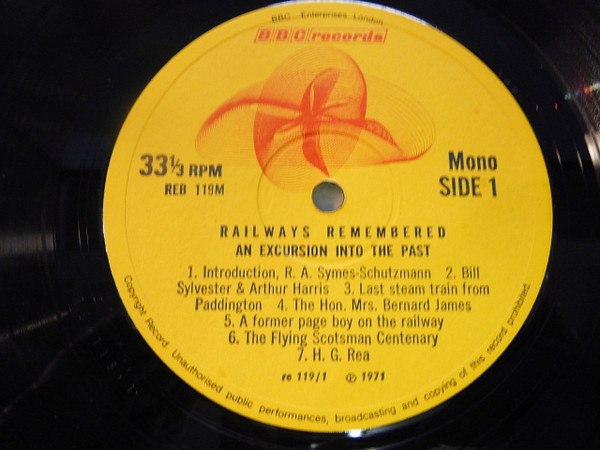 BBC Enterprises London
BBC records
33⅓ RPM
REB 119M
Mono
SIDE 1
RAILWAYS REMEMBERED
AN EXCURSION INTO THE PAST
1. Introduction, R. A. Symes-Schutzmann 2. Bill
Sylvester & Arthur Harris 3. Last steam train from
Paddington 4. The Hon. Mrs. Bernard James
5. A former page boy on the railway
6. The Flying Scotsman Centenary
7. H. G. Rea
re 119/1 ℗ 1971
Copyright Record. Unauthorised public performances, broadcasting and copying of this record prohibited